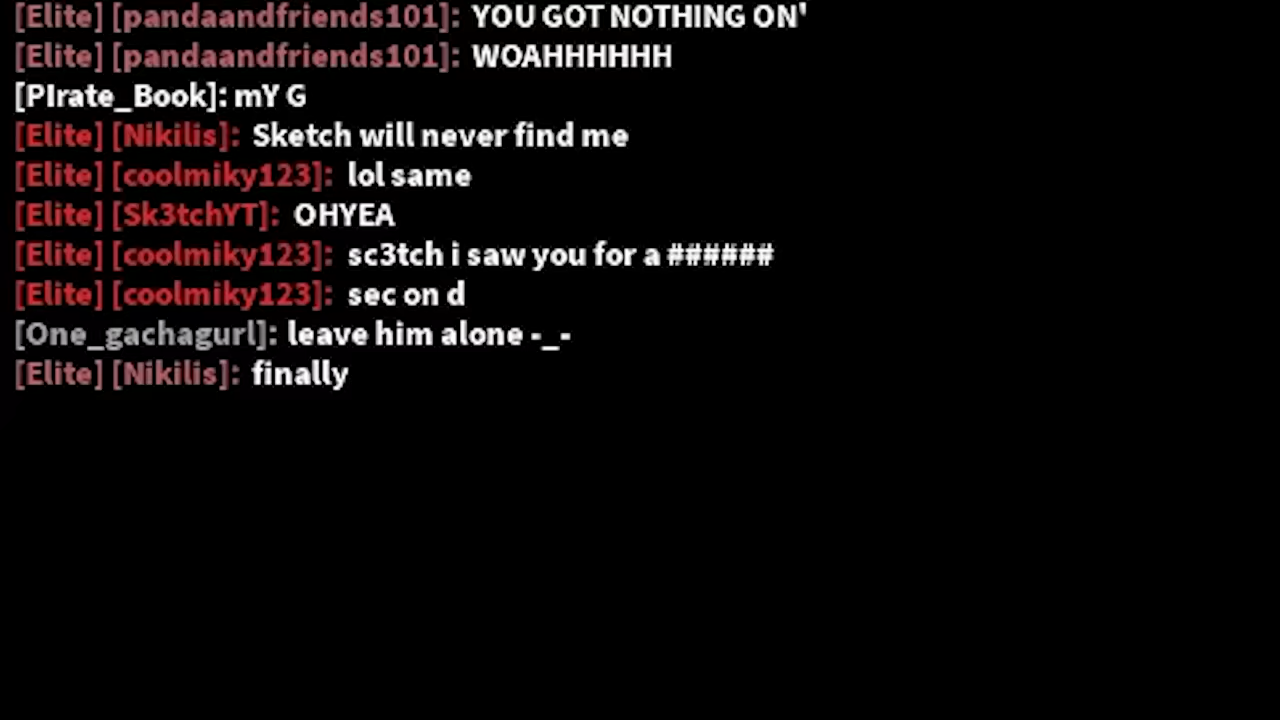 [Elite] [pandaandfriends101]: YOU GOT NOTHING ON'
[Elite] [pandaandfriends101]: WOAHHHHHH
[PIrate_Book]: mY G
[Elite] [Nikilis]: Sketch will never find me
[Elite] [coolmiky123]: lol same
[Elite] [Sk3tchYT]: OHYEA
[Elite] [coolmiky123]: sc3tch i saw you for a ######
[Elite] [coolmiky123]: sec on d
[One_gachagurl]: leave him alone -_-
[Elite] [Nikilis]: finally